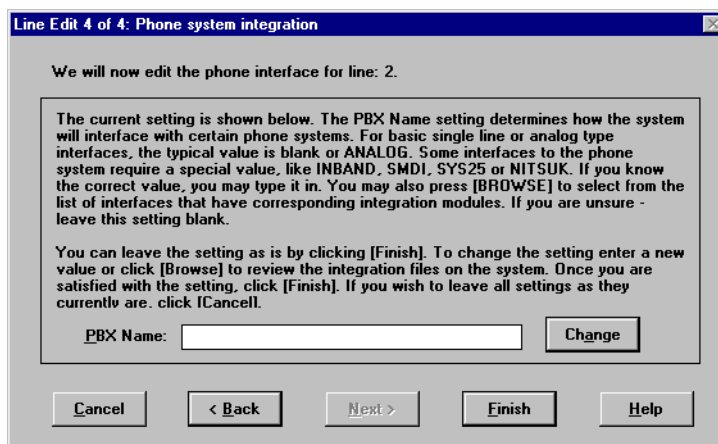 Line Edit 4 of 4: Phone system integration
We will now edit the phone interface for line: 2.
The current setting is shown below. The PBX Name setting determines how the system
will interface with certain phone systems. For basic single line or analog type
interfaces, the typical value is blank or ANALOG. Some interfaces to the phone
system require a special value, like INBAND, SMDI, SYS25 or NITSUK. If you know
the correct value, you may type it in. You may also press [BROWSE] to select from the
list of interfaces that have corresponding integration modules. If you are unsure -
leave this setting blank.
You can leave the setting as is by clicking [Finish]. To change the setting enter a new
value or click [Browse] to review the integration files on the system. Once you are
satisfied with the setting, click [Finish]. If you wish to leave all settings as they
currently are, click [Cancel].
PBX Name:
Change
Cancel
< Back
Next >
Finish
Help